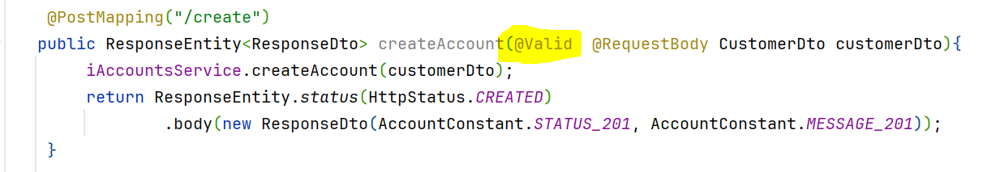 @PostMapping("/create")
public ResponseEntity<ResponseDto> createAccount(@Valid @RequestBody CustomerDto customerDto){
iAccountsService.createAccount(customerDto);
return ResponseEntity.status(HttpStatus.CREATED)
.body(new ResponseDto(AccountConstant.STATUS_201, AccountConstant.MESSAGE_201));
}